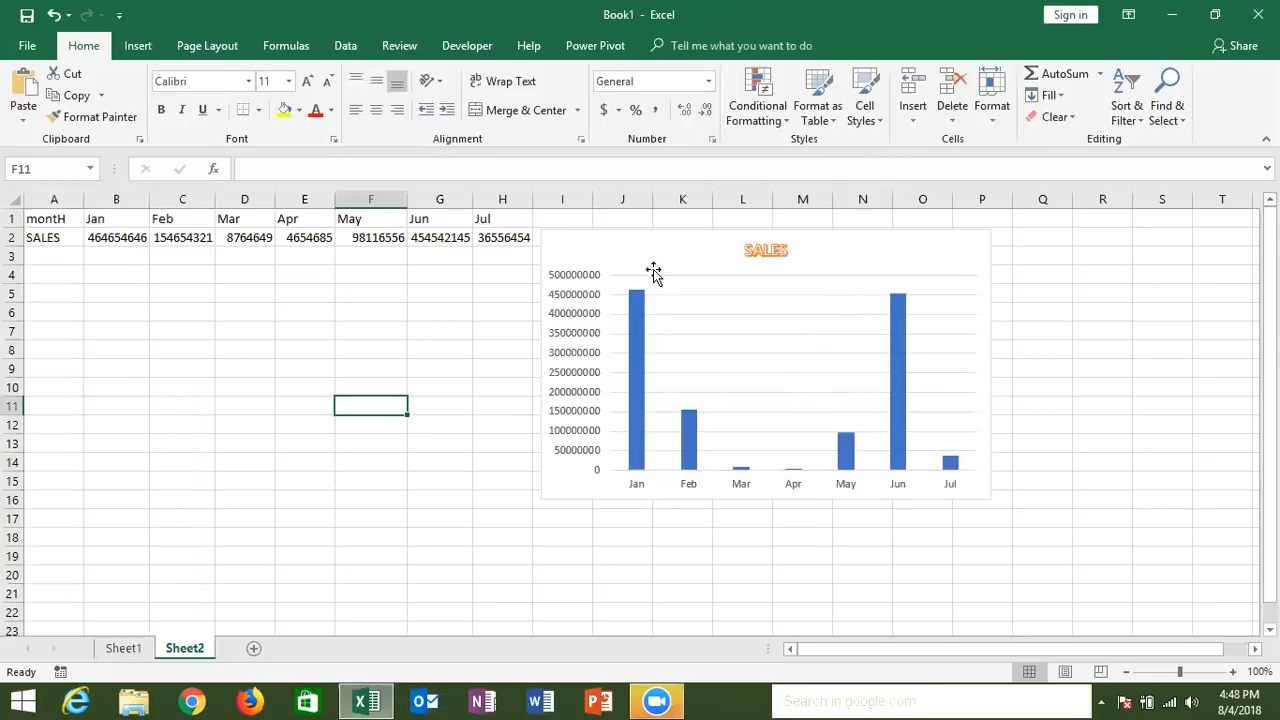 Book1 - Excel
Sign in
File Home Insert Page Layout Formulas Data Review View Developer Help Power Pivot Tell me what you want to do Share
Paste
Cut
Copy
Format Painter
Clipboard
Calibri 11
B I U
Font
Wrap Text
Merge & Center
Alignment
General
$ % ,
Number
Conditional Formatting
Format as Table
Cell Styles
Styles
Insert Delete Format
Cells
AutoSum
Fill
Clear
Sort & Filter
Find & Select
Editing
F11 fx
A B C D E F G H I J K L M N O P Q R S T
1 montH Jan Feb Mar Apr May Jun Jul
2 SALES 464654646 154654321 8764649 4654685 98116556 454542145 36556454
3
4
5
6
7
8
9
10
11
12
13
14
15
16
17
18
19
20
21
22
23
SALES
500000000
450000000
400000000
350000000
300000000
250000000
200000000
150000000
100000000
50000000
0
Jan Feb Mar Apr May Jun Jul
Sheet1 Sheet2
Ready 100%
Search in google.com
4:48 PM
8/4/2018